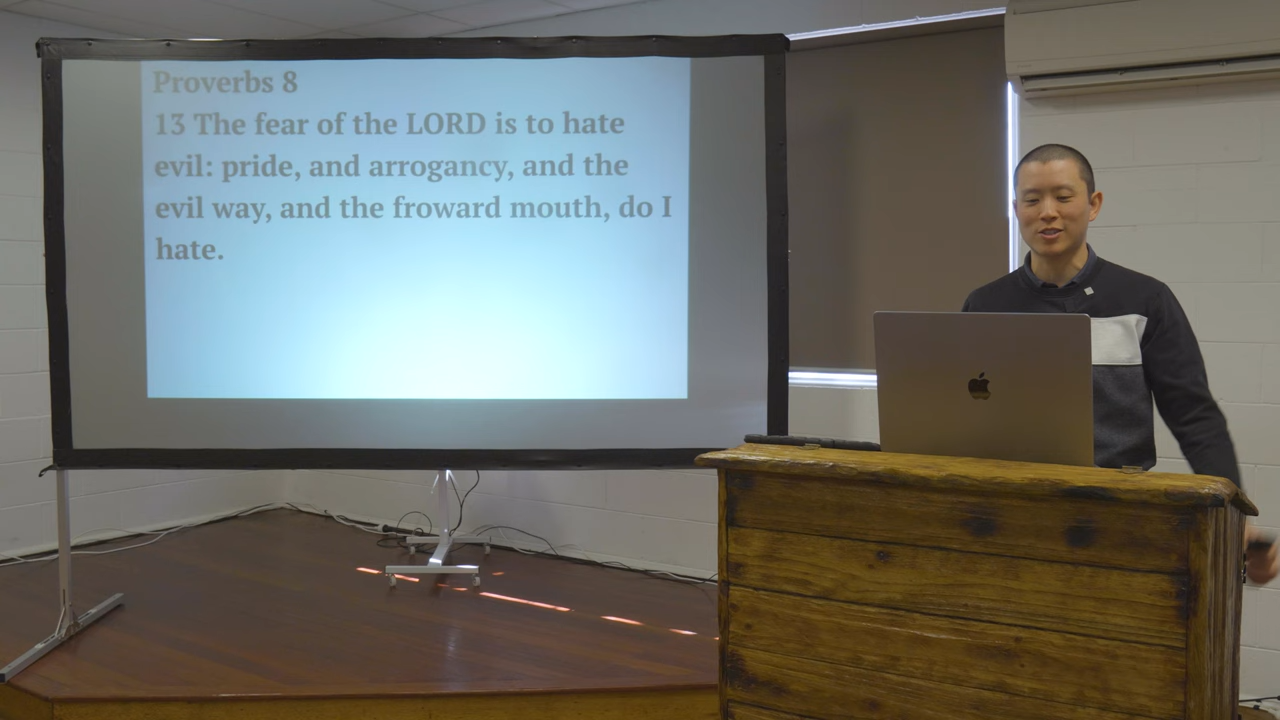 Proverbs 8
13 The fear of the LORD is to hate
evil: pride, and arrogancy, and the
evil way, and the froward mouth, do I
hate.